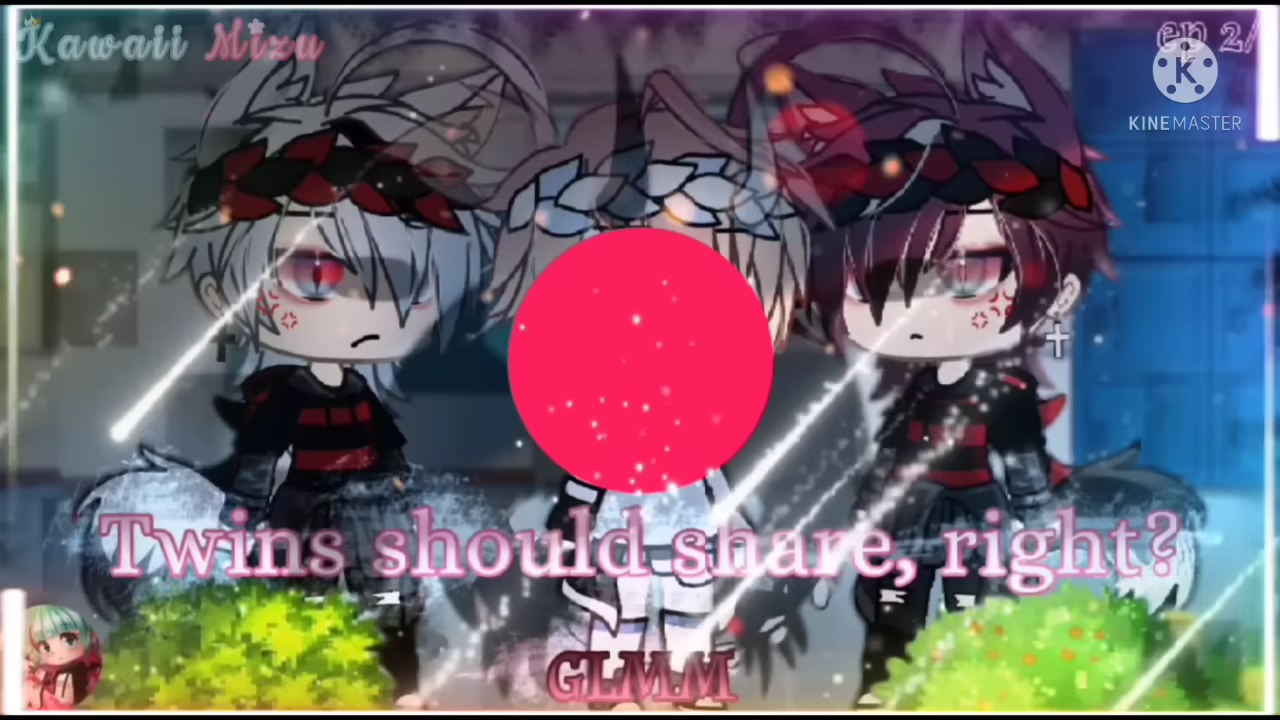 Kawaii Mizu
ep 2/
K
KINEMASTER
Twins should share, right?
GLMM